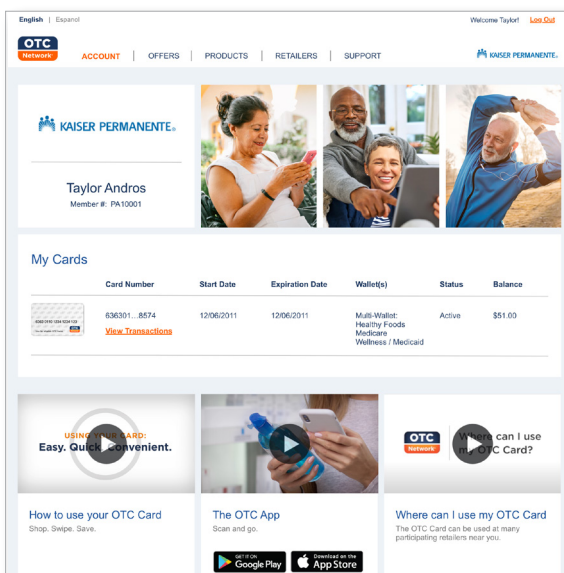 English | Espanol
Welcome Taylor! Log Out
OTC
Network
ACCOUNT | OFFERS | PRODUCTS | RETAILERS | SUPPORT
KAISER PERMANENTE.
KAISER PERMANENTE.
Taylor Andros
Member #: PA10001
My Cards
Card Number Start Date Expiration Date Wallet(s) Status Balance
636301...8574 12/06/2011 12/06/2011 Multi-Wallet: Active $51.00
View Transactions
Healthy Foods
Medicare
Wellness / Medicaid
OTC
USING YOUR CARD:
Easy. Quick. Convenient.
OTC
Network
Where can I use
my OTC Card?
How to use your OTC Card
Shop. Swipe. Save.
The OTC App
Scan and go.
GET IT ON
Google Play
Download on the
App Store
Where can I use my OTC Card
The OTC Card can be used at many
participating retailers near you.